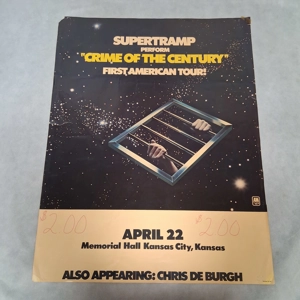 SUPERTRAMP
PERFORM
"CRIME OF THE CENTURY"
FIRST AMERICAN TOUR!
A&M
$2.00 $2.00
APRIL 22
Memorial Hall Kansas City, Kansas
ALSO APPEARING: CHRIS DE BURGH